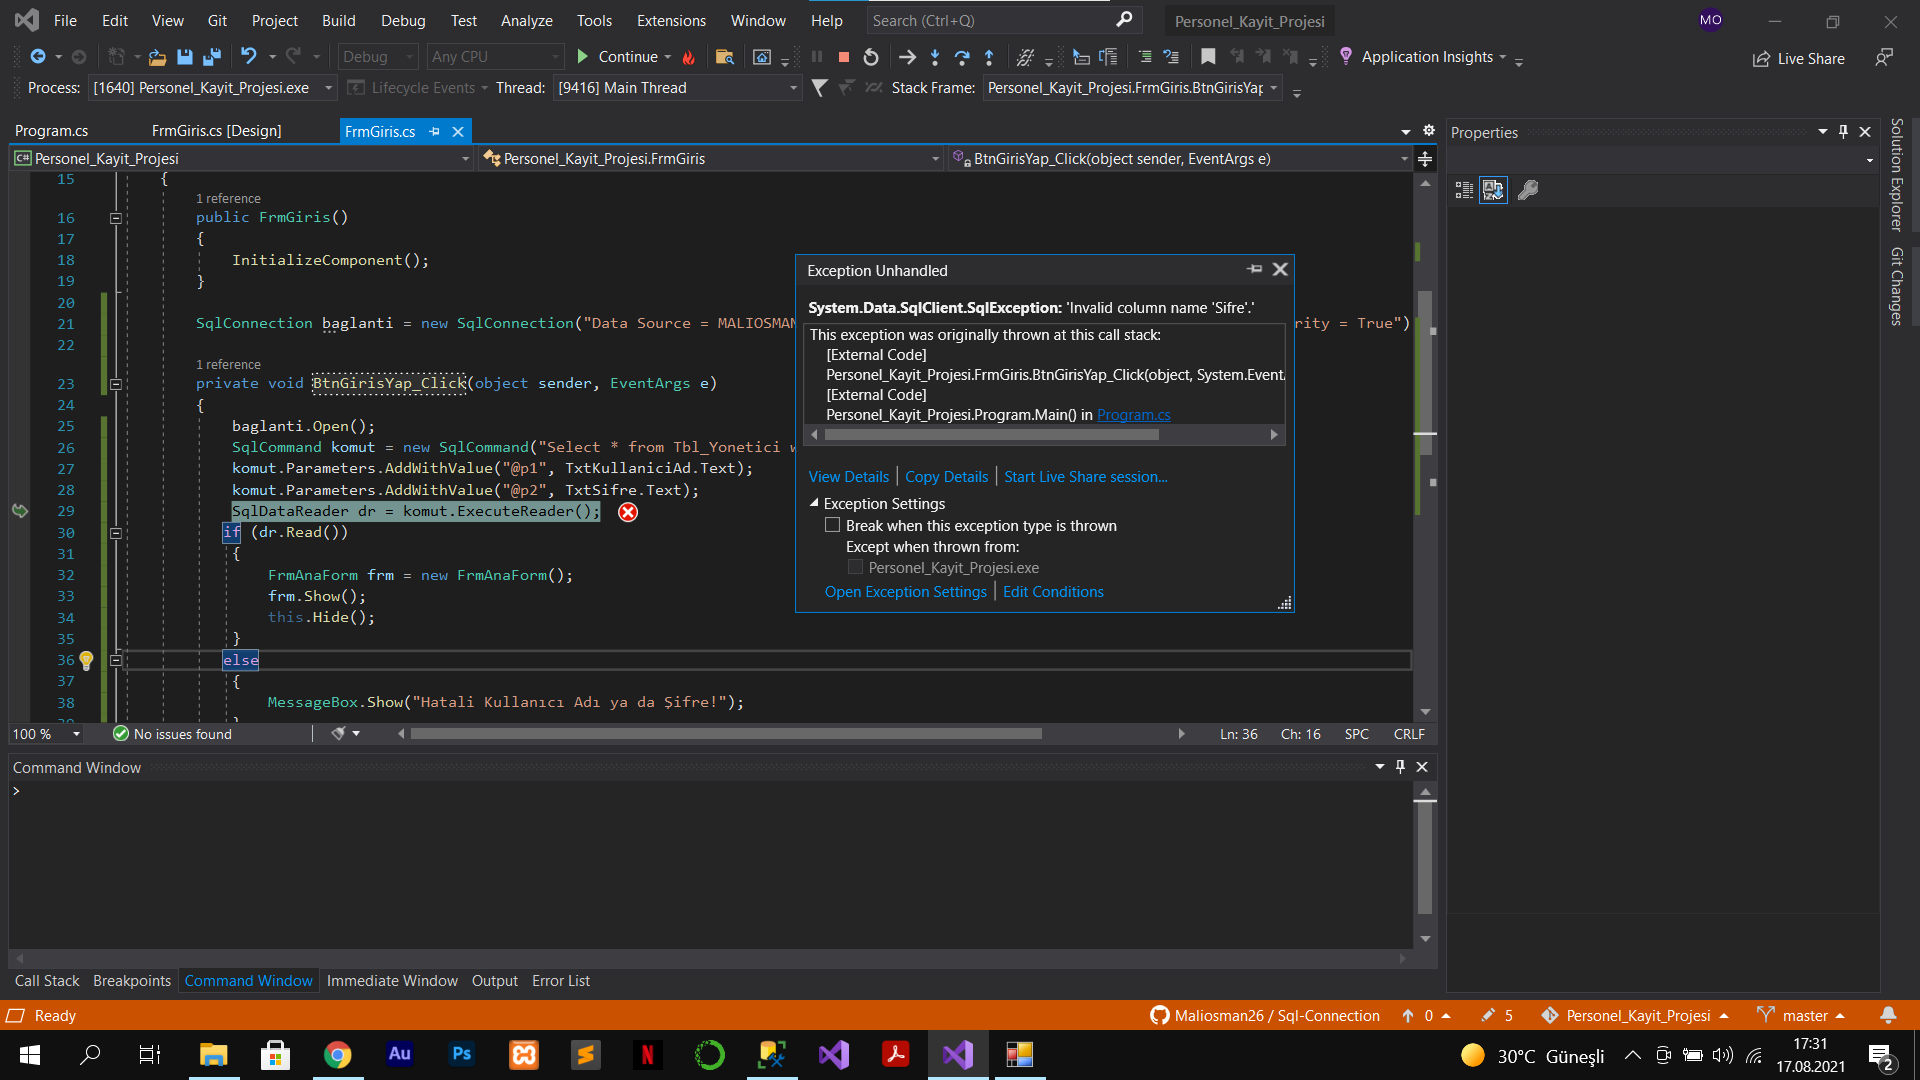 File Edit View Git Project Build Debug Test Analyze Tools Extensions Window Help Search (Ctrl+Q) Personel_Kayit_Projesi MO
Debug Any CPU Continue Application Insights Live Share
Process: [1640] Personel_Kayit_Projesi.exe Lifecycle Events Thread: [9416] Main Thread Stack Frame: Personel_Kayit_Projesi.FrmGiris.BtnGirisYap
Program.cs FrmGiris.cs [Design] FrmGiris.cs
C# Personel_Kayit_Projesi Personel_Kayit_Projesi.FrmGiris BtnGirisYap_Click(object sender, EventArgs e)
15 {
1 reference
16 public FrmGiris()
17 {
18 InitializeComponent();
19 }
20
21 SqlConnection baglanti = new SqlConnection("Data Source = MALIOSMAN rity = True")
22
1 reference
23 private void BtnGirisYap_Click(object sender, EventArgs e)
24 {
25 baglanti.Open();
26 SqlCommand komut = new SqlCommand("Select * from Tbl_Yonetici w
27 komut.Parameters.AddWithValue("@p1", TxtKullaniciAd.Text);
28 komut.Parameters.AddWithValue("@p2", TxtSifre.Text);
29 SqlDataReader dr = komut.ExecuteReader();
30 if (dr.Read())
31 {
32 FrmAnaForm frm = new FrmAnaForm();
33 frm.Show();
34 this.Hide();
35 }
36 else
37 {
38 MessageBox.Show("Hatali Kullanıcı Adı ya da Şifre!");
Exception Unhandled
System.Data.SqlClient.SqlException: 'Invalid column name 'Sifre'.'
This exception was originally thrown at this call stack:
[External Code]
Personel_Kayit_Projesi.FrmGiris.BtnGirisYap_Click(object, System.EventA
[External Code]
Personel_Kayit_Projesi.Program.Main() in Program.cs
View Details Copy Details Start Live Share session...
Exception Settings
Break when this exception type is thrown
Except when thrown from:
Personel_Kayit_Projesi.exe
Open Exception Settings Edit Conditions
100 % No issues found Ln: 36 Ch: 16 SPC CRLF
Command Window
>
Call Stack Breakpoints Command Window Immediate Window Output Error List
Properties
Solution Explorer
Git Changes
Ready Maliosman26 / Sql-Connection 0 5 Personel_Kayit_Projesi master
Au Ps N 30°C Güneşli 17:31
17.08.2021 2